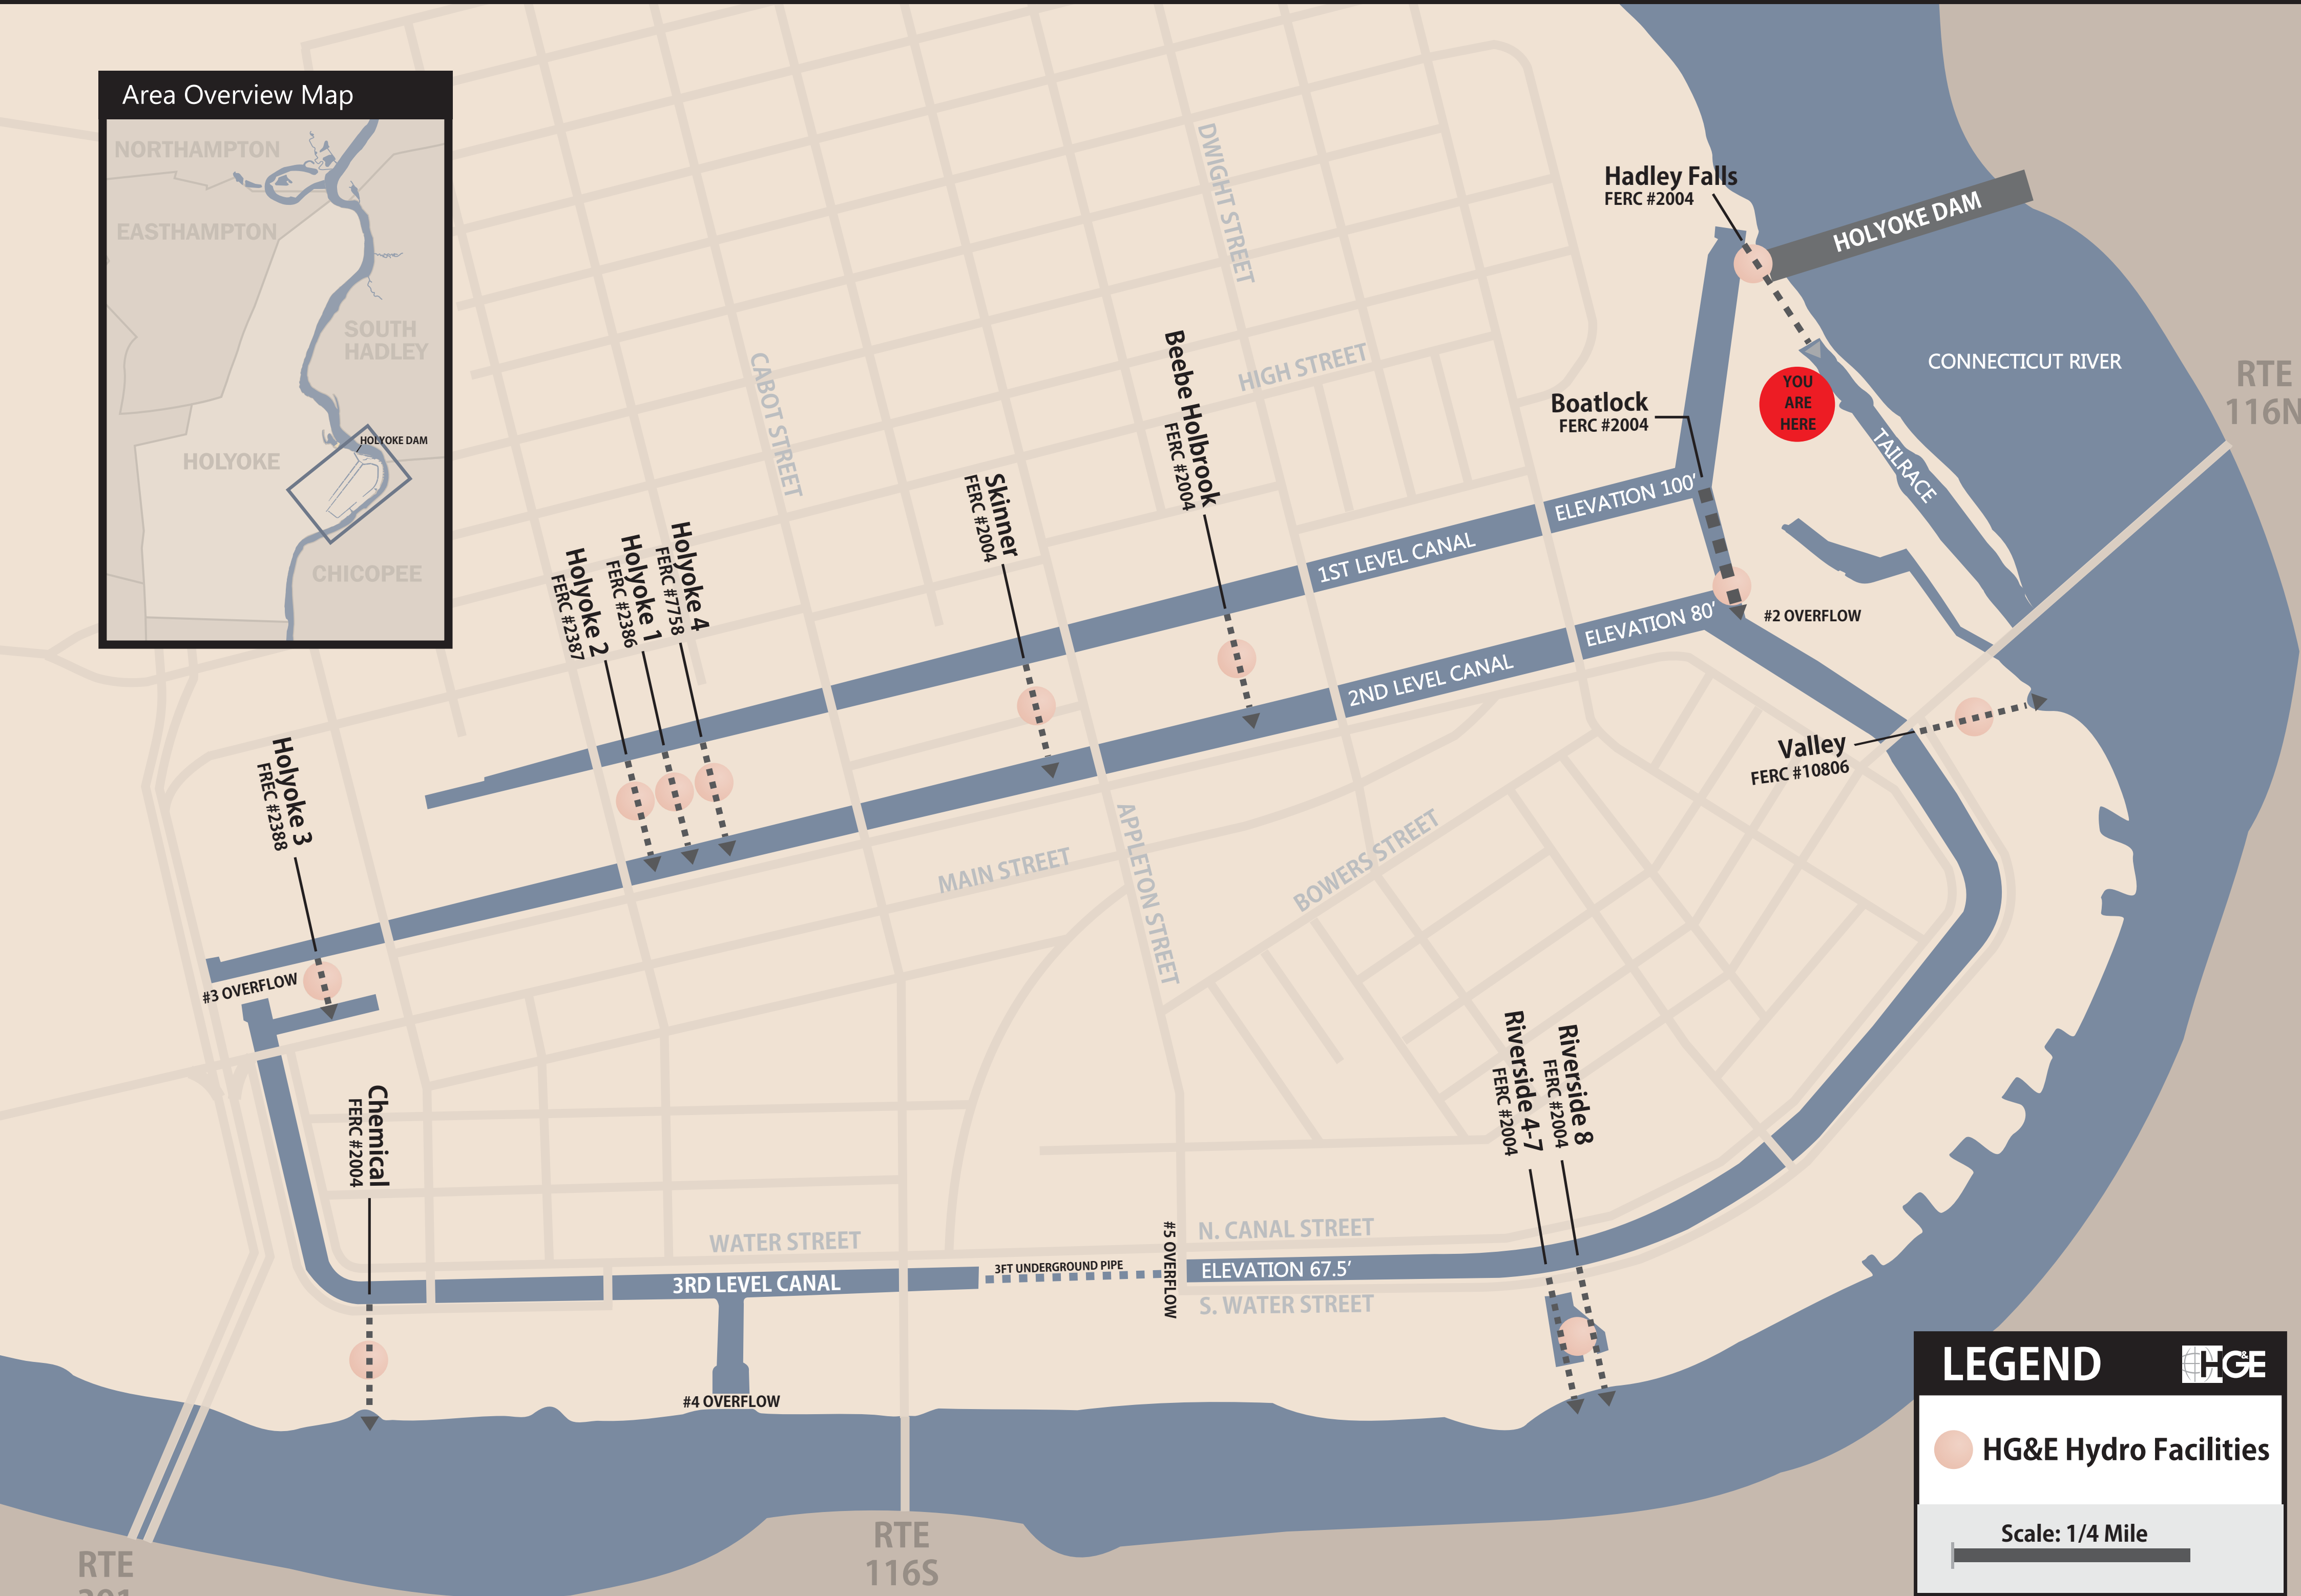 Area Overview Map
NORTHAMPTON
EASTHAMPTON
SOUTH
HADLEY
HOLYOKE DAM
HOLYOKE
CHICOPEE
DWIGHT STREET
Hadley Falls
FERC #2004
HOLYOKE DAM
CONNECTICUT RIVER
RTE
116N
YOU
ARE
HERE
TAILRACE
Boatlock
FERC #2004
HIGH STREET
CABOT STREET
Beebe Holbrook
FERC #2004
Skinner
FERC #2004
Holyoke 4
FERC #7758
Holyoke 1
FERC #2386
Holyoke 2
FERC #2387
ELEVATION 100'
1ST LEVEL CANAL
ELEVATION 80'
2ND LEVEL CANAL
#2 OVERFLOW
Valley
FERC #10806
Holyoke 3
FREC #2388
#3 OVERFLOW
MAIN STREET
APPLETON STREET
BOWERS STREET
Chemical
FERC #2004
Riverside 4-7
FERC #2004
Riverside 8
FERC #2004
WATER STREET
N. CANAL STREET
3RD LEVEL CANAL
3FT UNDERGROUND PIPE
#5 OVERFLOW
ELEVATION 67.5'
S. WATER STREET
#4 OVERFLOW
RTE
116S
RTE
LEGEND
HG&E
HG&E Hydro Facilities
Scale: 1/4 Mile